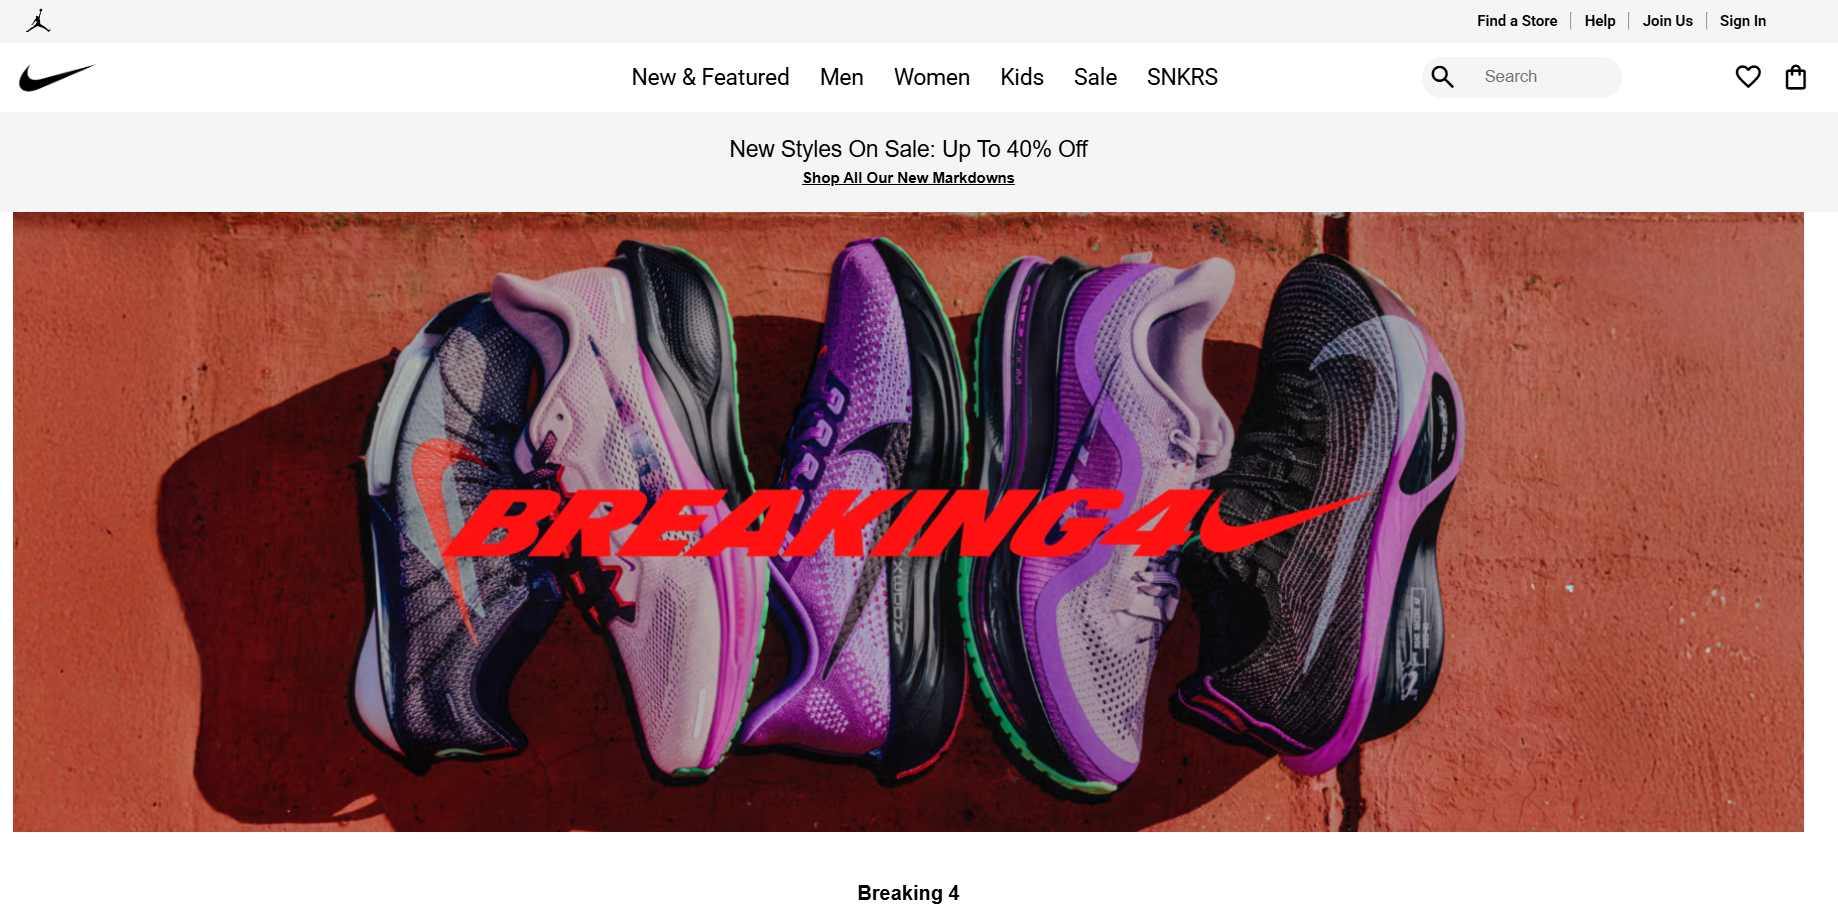 Find a Store
Help
Join Us
Sign In
New & Featured
Men
Women
Kids
Sale
SNKRS
Search
New Styles On Sale: Up To 40% Off
Shop All Our New Markdowns
BREAKING4
ZOOMX
Breaking 4